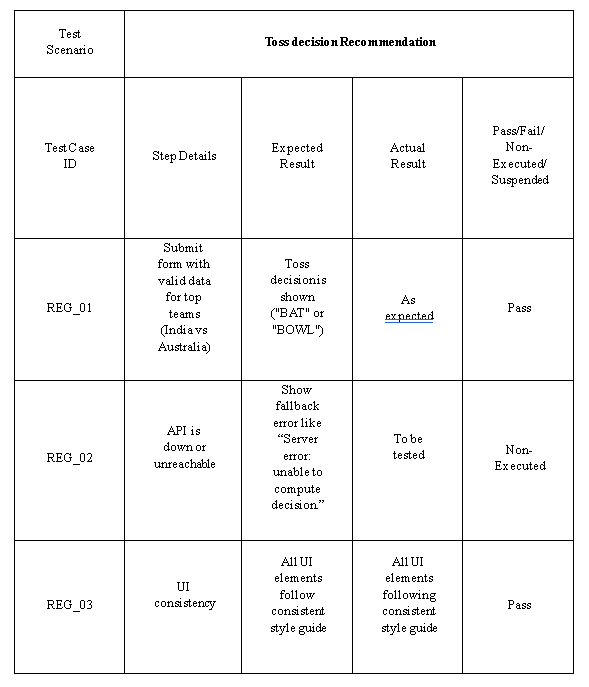 Test
Scenario
Toss decision Recommendation
Test Case
ID
Step Details
Expected
Result
Actual
Result
Pass/Fail/
Non-
Executed/
Suspended
REG_01
Submit
form with
valid data
for top
teams
(India vs
Australia)
Toss
decision is
shown
("BAT" or
"BOWL")
As
expected
Pass
REG_02
API is
down or
unreachable
Show
fallback
error like
“Server
error:
unable to
compute
decision.”
To be
tested
Non-
Executed
REG_03
UI
consistency
All UI
elements
follow
consistent
style guide
All UI
elements
following
consistent
style guide
Pass